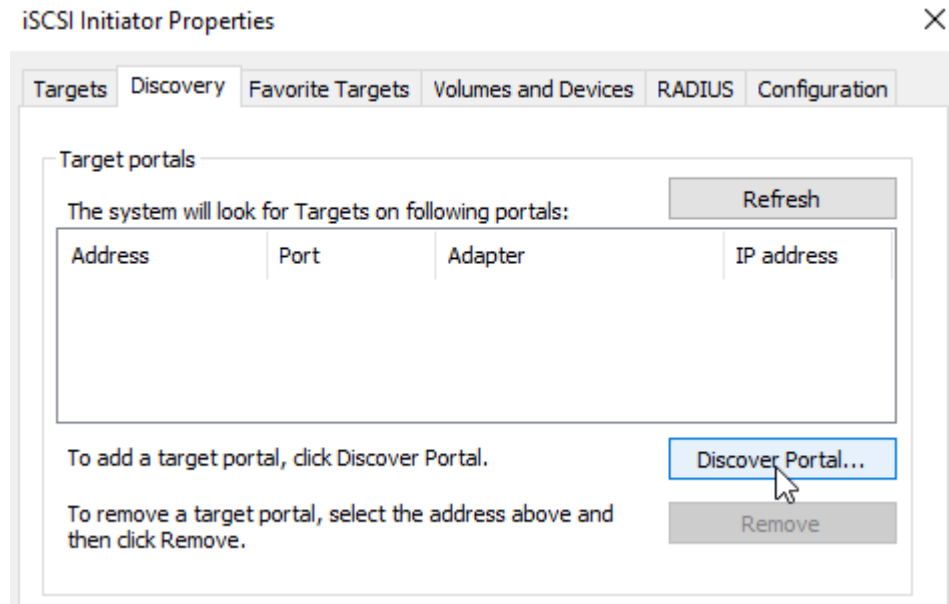 iSCSI Initiator Properties
Targets Discovery Favorite Targets Volumes and Devices RADIUS Configuration
Target portals
The system will look for Targets on following portals:
Refresh
Address Port Adapter IP address
To add a target portal, click Discover Portal.
Discover Portal...
To remove a target portal, select the address above and
then click Remove.
Remove